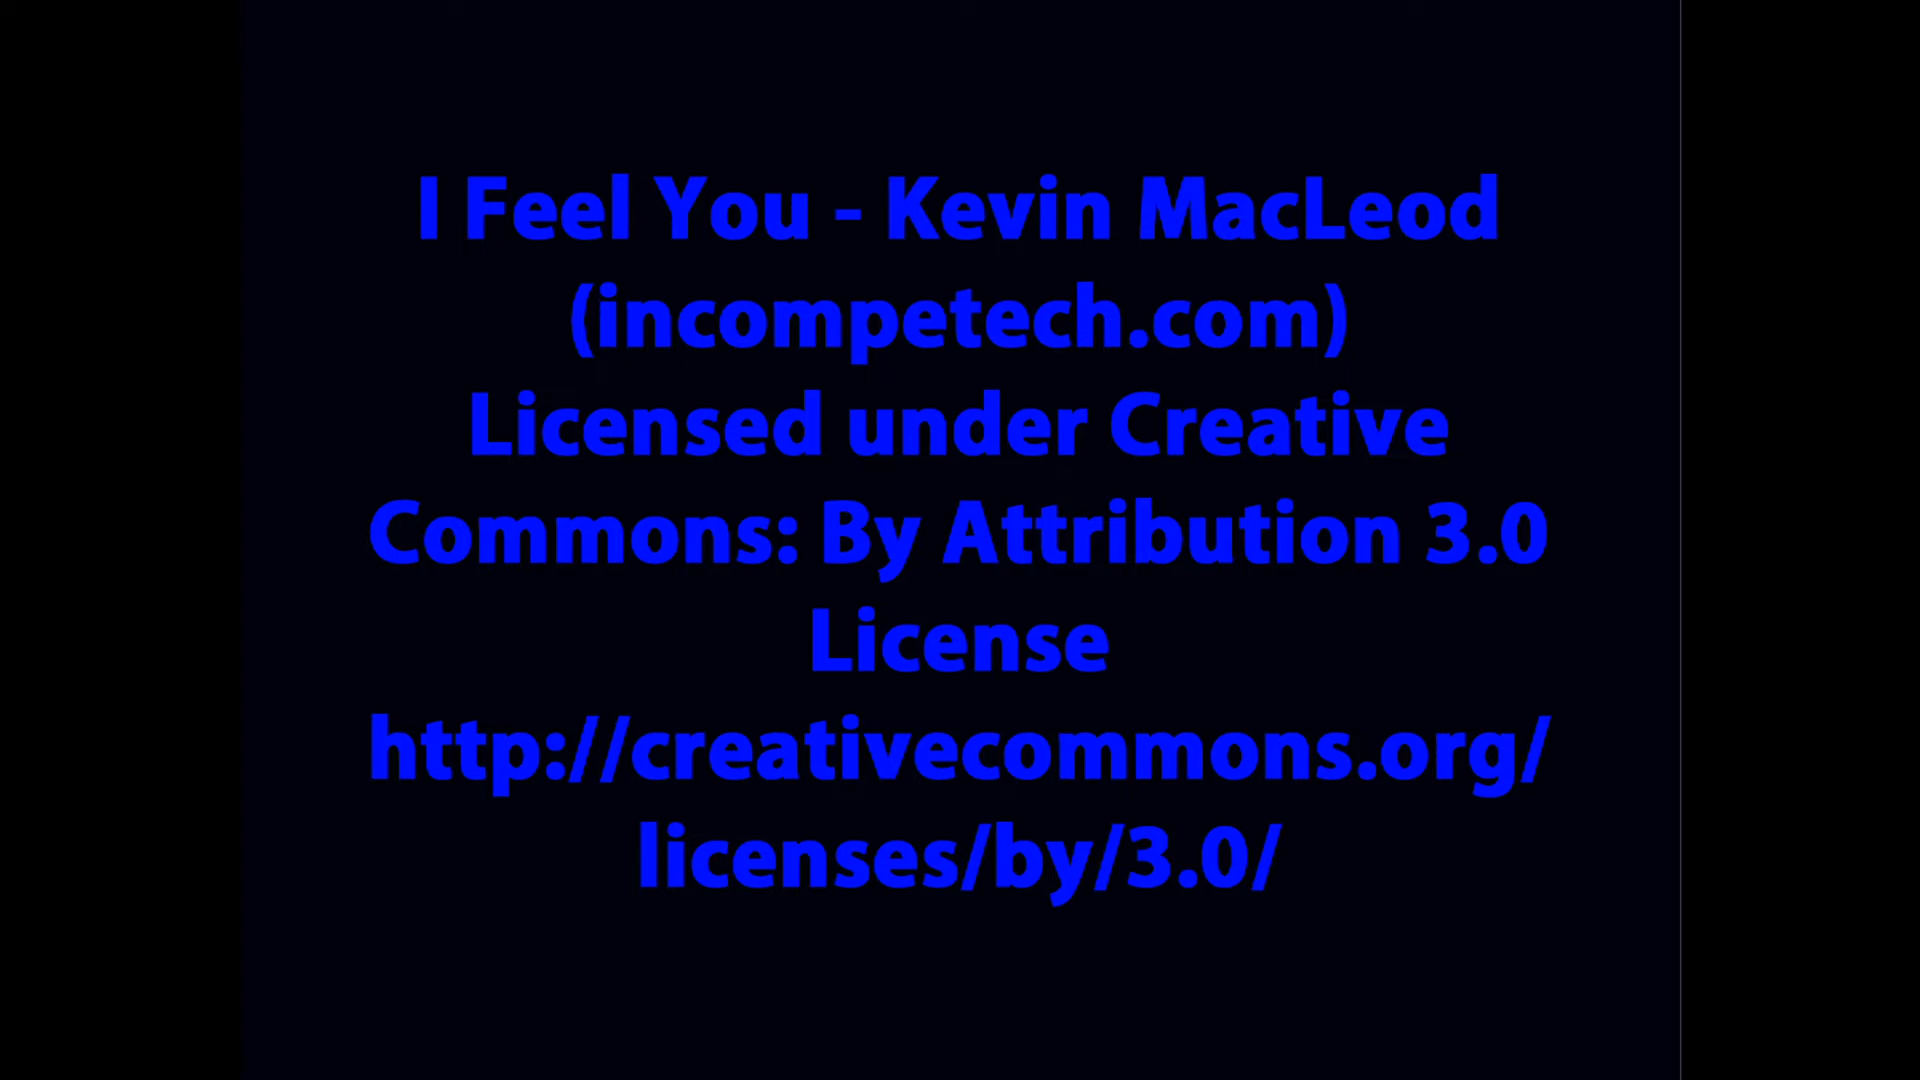 I Feel You - Kevin MacLeod
(incompetech.com)
Licensed under Creative
Commons: By Attribution 3.0
License
http://creativecommons.org/
licenses/by/3.0/